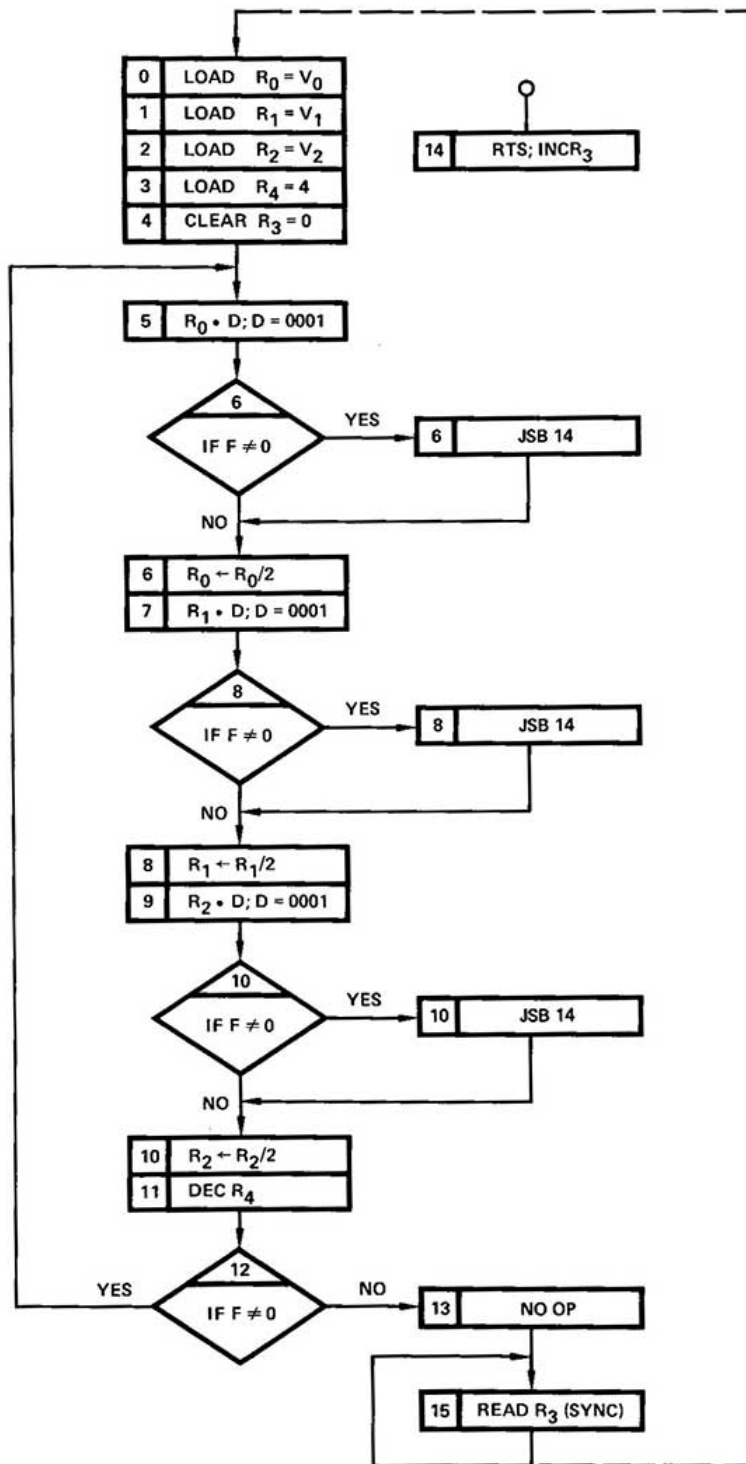 0 LOAD R₀ = V₀
1 LOAD R₁ = V₁
2 LOAD R₂ = V₂
3 LOAD R₄ = 4
4 CLEAR R₃ = 0
14 RTS; INCR₃
5 R₀ • D; D = 0001
6
IF F ≠ 0
YES
6 JSB 14
NO
6 R₀ ← R₀/2
7 R₁ • D; D = 0001
8
IF F ≠ 0
YES
8 JSB 14
NO
8 R₁ ← R₁/2
9 R₂ • D; D = 0001
10
IF F ≠ 0
YES
10 JSB 14
NO
10 R₂ ← R₂/2
11 DEC R₄
12
YES
IF F ≠ 0
NO
13 NO OP
15 READ R₃ (SYNC)